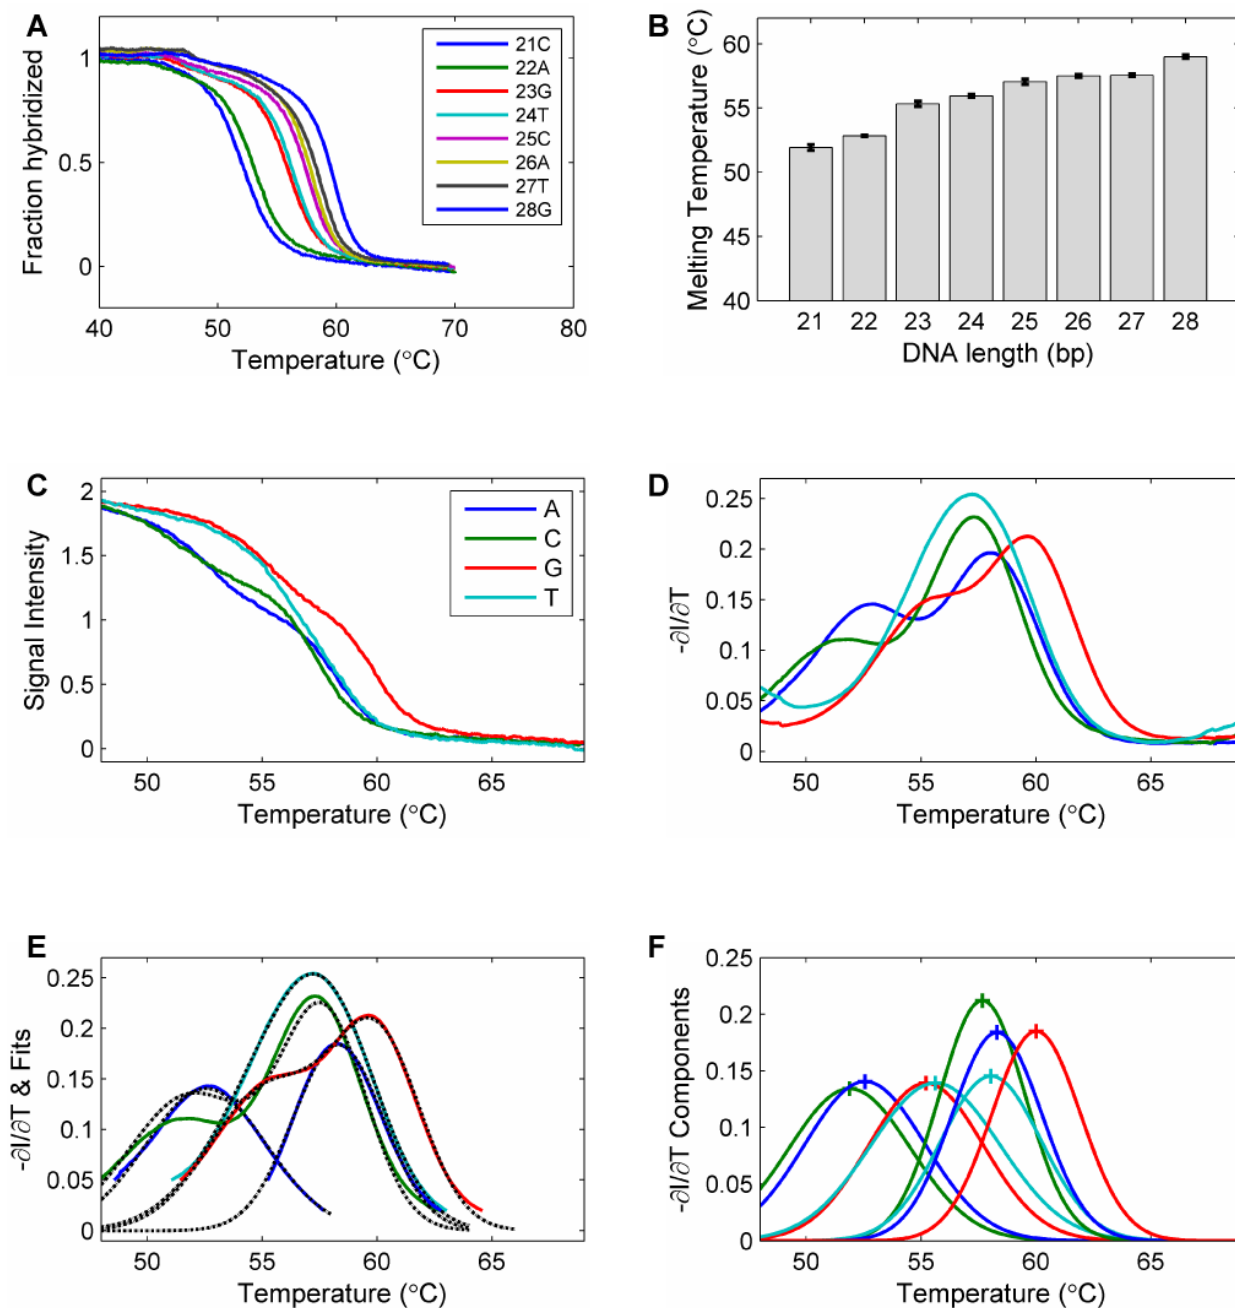 A
Fraction hybridized
1
0.5
0
21C
22A
23G
24T
25C
26A
27T
28G
40 50 60 70 80
Temperature (°C)
B
Melting Temperature (°C)
60
55
50
45
40
21 22 23 24 25 26 27 28
DNA length (bp)
C
Signal Intensity
2
1.5
1
0.5
0
A
C
G
T
50 55 60 65
Temperature (°C)
D
-∂I/∂T
0.25
0.2
0.15
0.1
0.05
0
50 55 60 65
Temperature (°C)
E
-∂I/∂T & Fits
0.25
0.2
0.15
0.1
0.05
0
50 55 60 65
Temperature (°C)
F
-∂I/∂T Components
0.25
0.2
0.15
0.1
0.05
0
50 55 60 65
Temperature (°C)